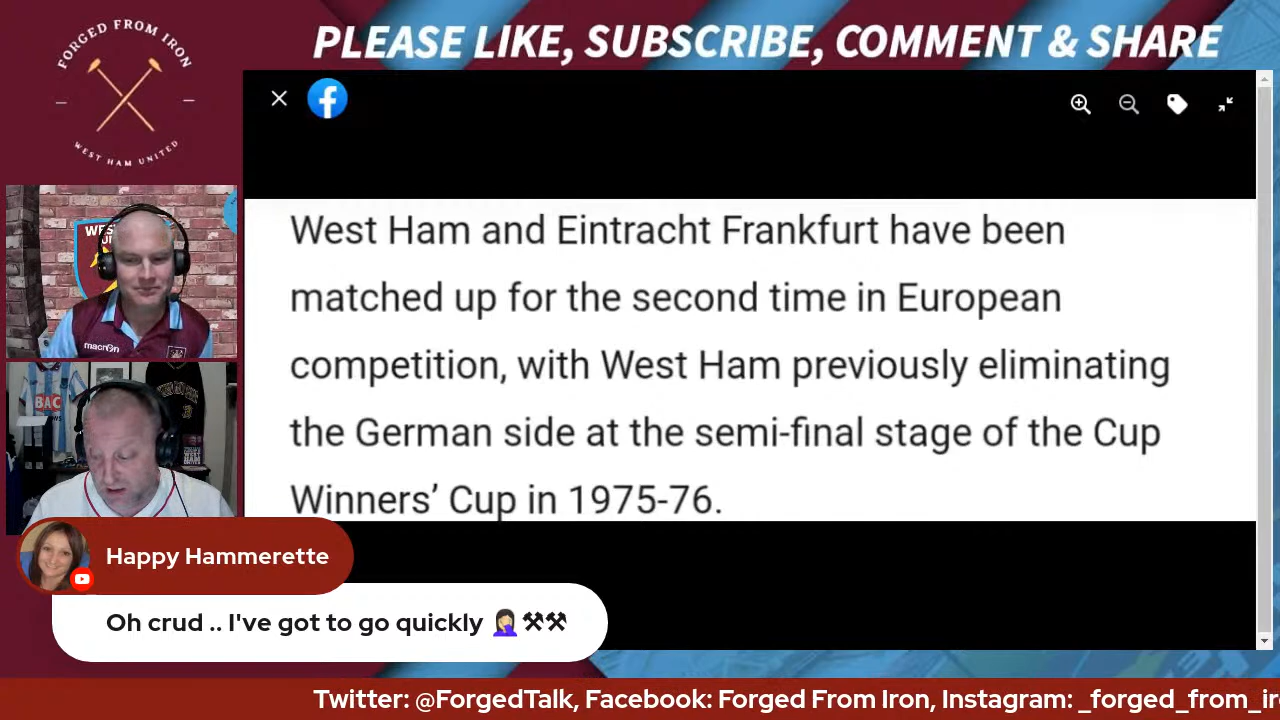 FORGED FROM IRON
WEST HAM UNITED
PLEASE LIKE, SUBSCRIBE, COMMENT & SHARE
West Ham and Eintracht Frankfurt have been
matched up for the second time in European
competition, with West Ham previously eliminating
the German side at the semi-final stage of the Cup
Winners’ Cup in 1975-76.
WES
macron
BAC
Happy Hammerette
Oh crud .. I've got to go quickly 🤦🏻‍♀️⚒⚒
Twitter: @ForgedTalk, Facebook: Forged From Iron, Instagram: _forged_from_ir